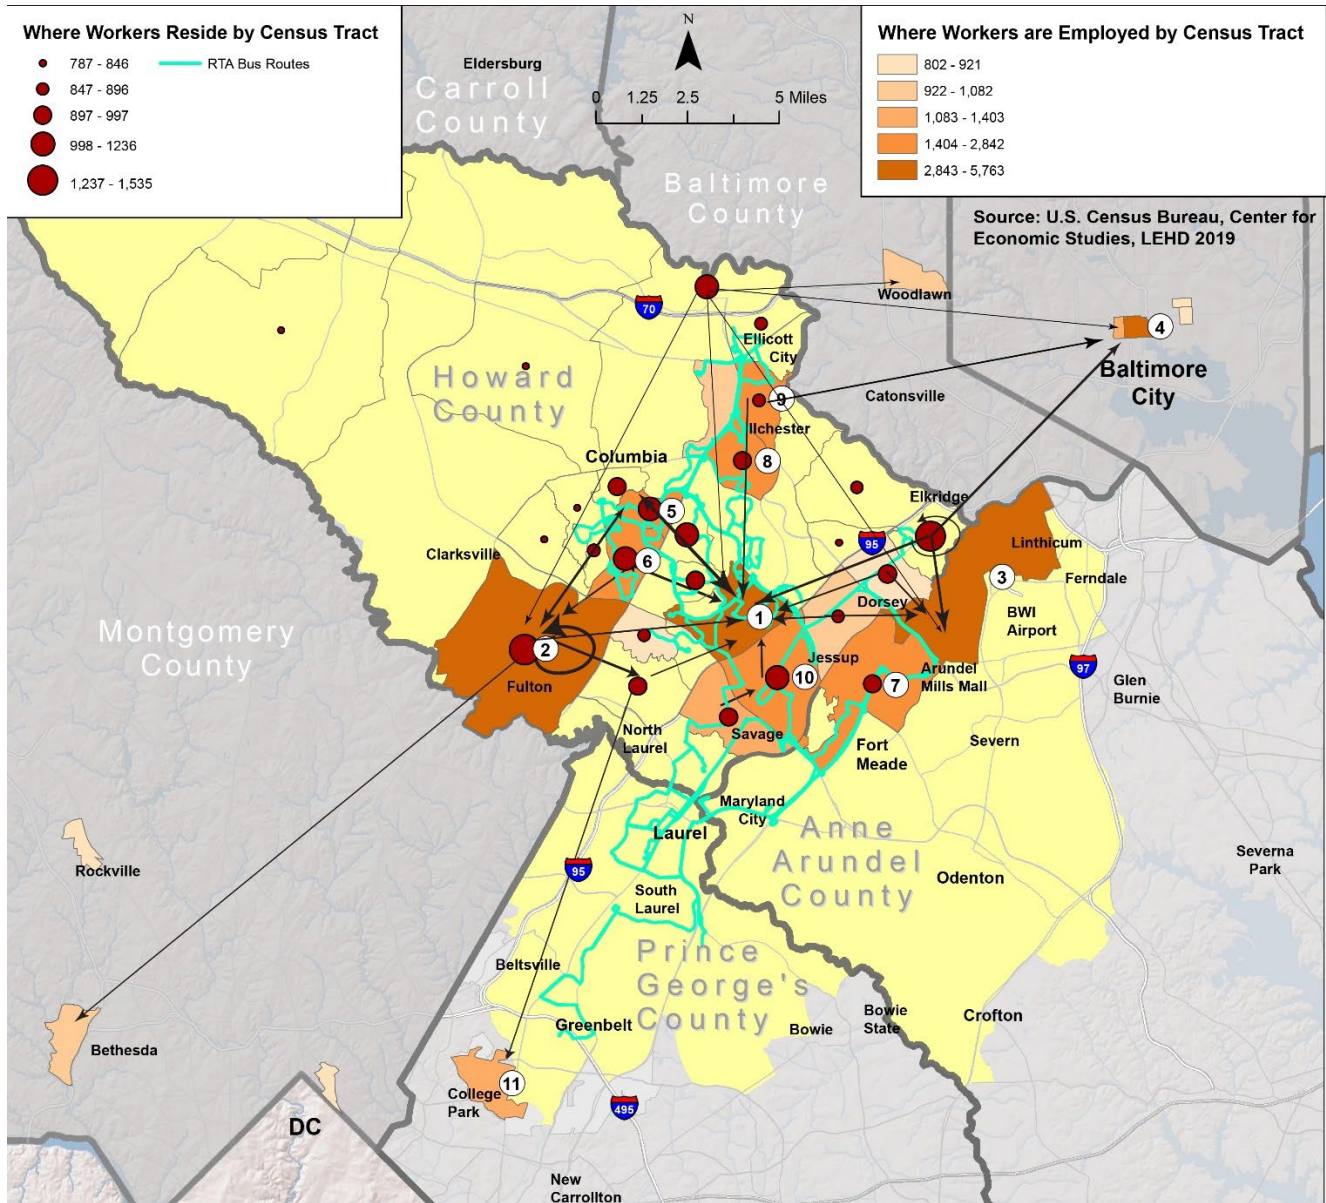 Where Workers Reside by Census Tract
787 - 846
RTA Bus Routes
847 - 896
897 - 997
998 - 1236
1,237 - 1,535
N
0 1.25 2.5 5 Miles
Where Workers are Employed by Census Tract
802 - 921
922 - 1,082
1,083 - 1,403
1,404 - 2,842
2,843 - 5,763
Source: U.S. Census Bureau, Center for
Economic Studies, LEHD 2019
Eldersburg
Carroll
County
Baltimore
County
Woodlawn
70
4
Ellicott
City
Baltimore
City
Howard
County
Catonsville
9
Ilchester
8
Columbia
Elkridge
5
95
Linthicum
Clarksville
6
3
Ferndale
Dorsey
BWI
Airport
1
Montgomery
County
2
Jessup
Arundel
Mills Mall
97
Glen
Burnie
Fulton
10
7
North
Laurel
Savage
Fort
Meade
Severn
Maryland
City
Laurel
Anne
Arundel
County
Severna
Park
Rockville
95
South
Laurel
Odenton
Beltsville
Prince
George's
County
Greenbelt
Bowie
Bowie
State
Crofton
Bethesda
College
Park
11
495
DC
New
Carrollton